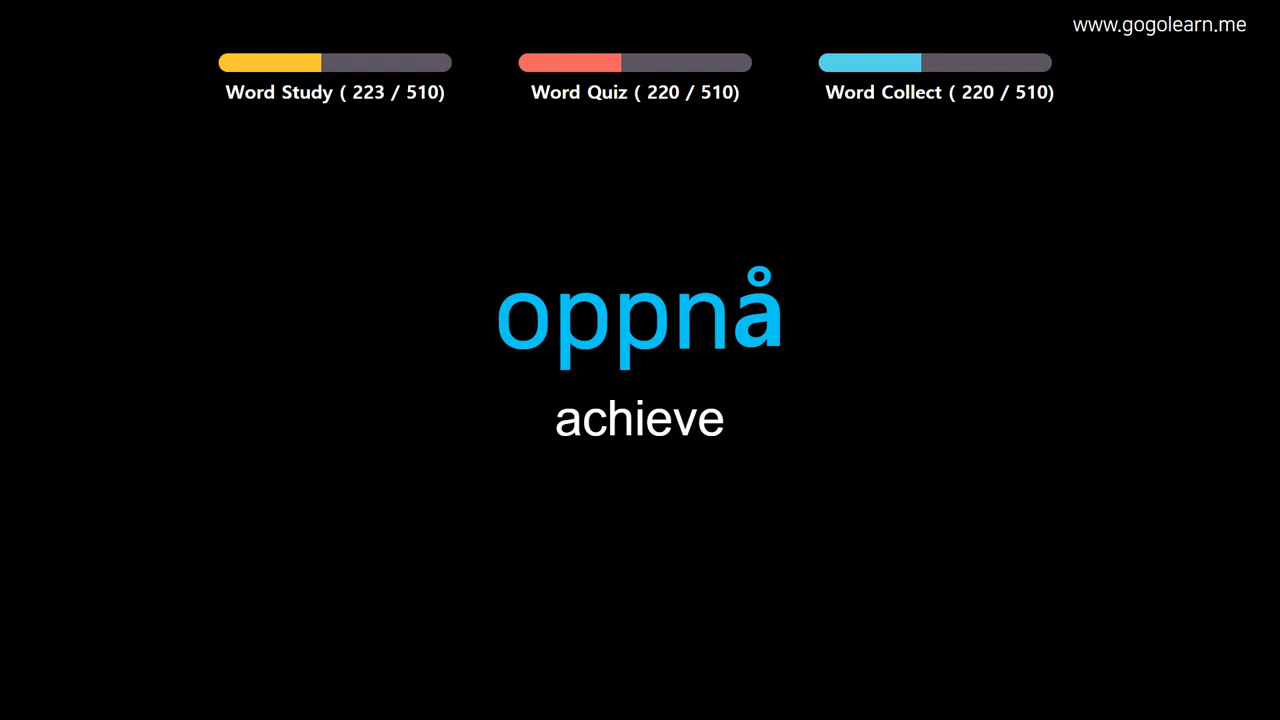 www.gogolearn.me
Word Study ( 223 / 510)
Word Quiz ( 220 / 510)
Word Collect ( 220 / 510)
oppnå
achieve